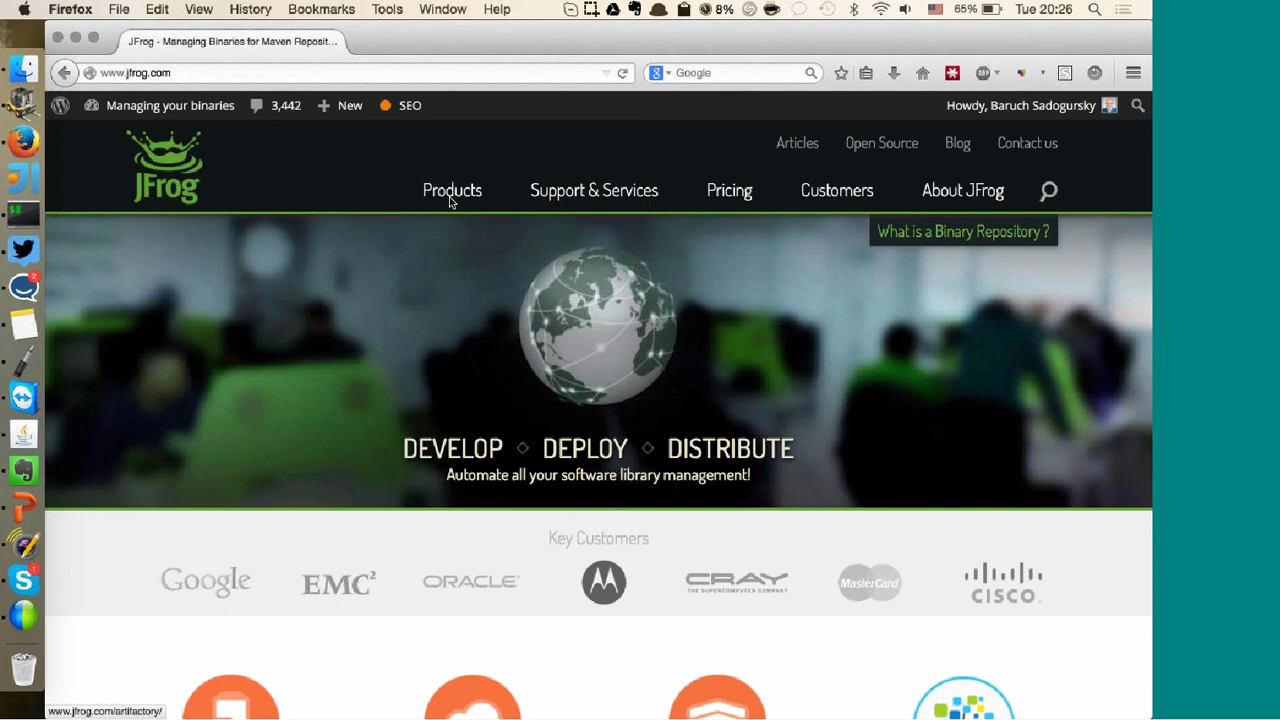 Firefox File Edit View History Bookmarks Tools Window Help 8% 65% Tue 20:26
JFrog - Managing Binaries for Maven Reposit...
www.jfrog.com Google
Managing your binaries 3,442 New SEO Howdy, Baruch Sadogursky
Articles Open Source Blog Contact us
JFrog
Products Support & Services Pricing Customers About JFrog
What is a Binary Repository ?
DEVELOP DEPLOY DISTRIBUTE
Automate all your software library management!
Key Customers
Google EMC² ORACLE CRAY MasterCard CISCO
THE SUPERCOMPUTER COMPANY
www.jfrog.com/artifactory/